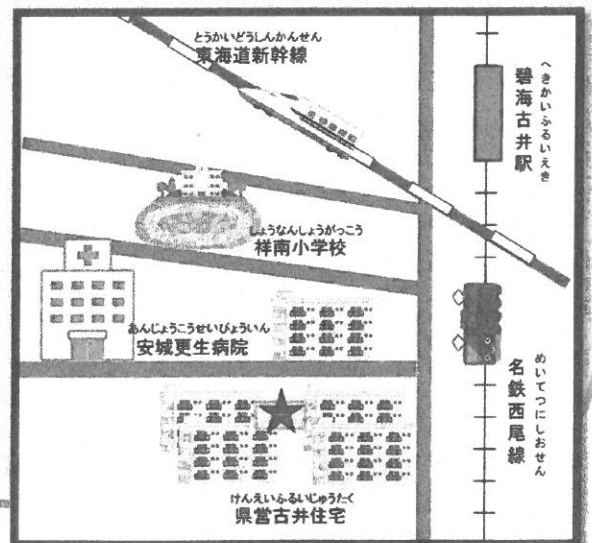 とうかいどうしんかんせん
東海道新幹線
へきかいふるいえき
碧海古井駅
しょうなんしょうがっこう
祥南小学校
あんじょうこうせいびょういん
安城更生病院
めいてつにしおせん
名鉄西尾線
けんえいふるいじゅうたく
県営古井住宅